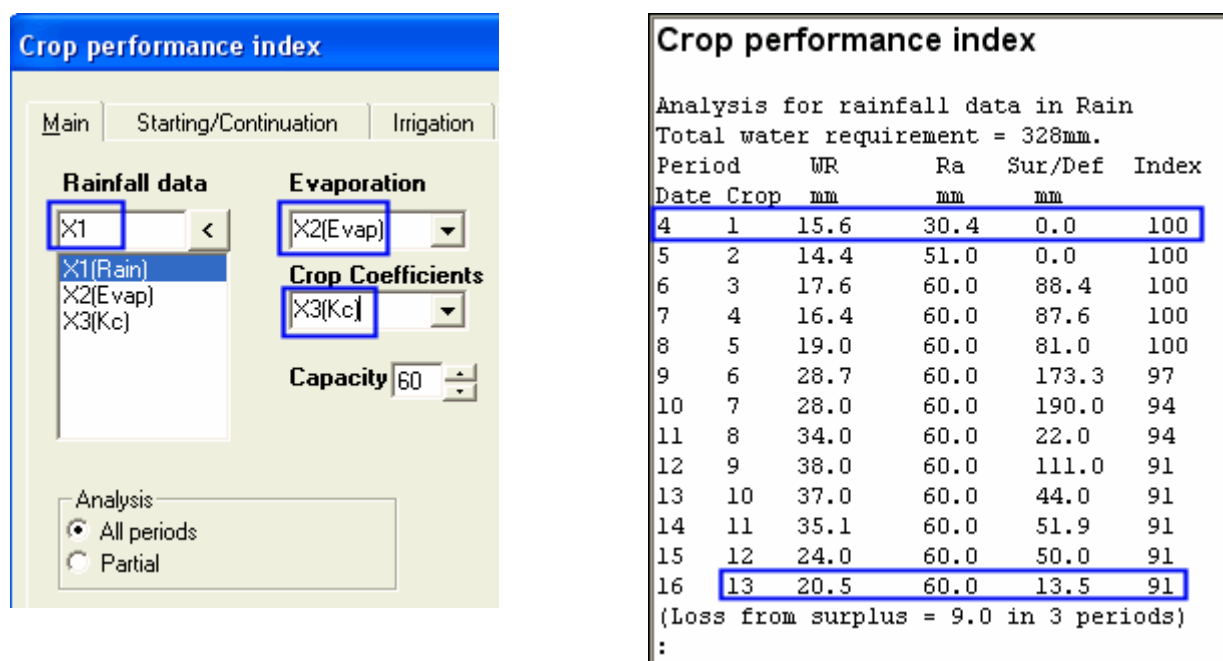 Crop performance index
Main Starting/Continuation Irrigation
Rainfall data Evaporation
X1 < X2(Evap)
X1(Rain)
X2(Evap)
X3(Kc)
Crop Coefficients
X3(Kc)
Capacity 60
Analysis
All periods
Partial
Crop performance index
Analysis for rainfall data in Rain
Total water requirement = 328mm.
Period WR Ra Sur/Def Index
Date Crop mm mm mm
4 1 15.6 30.4 0.0 100
5 2 14.4 51.0 0.0 100
6 3 17.6 60.0 88.4 100
7 4 16.4 60.0 87.6 100
8 5 19.0 60.0 81.0 100
9 6 28.7 60.0 173.3 97
10 7 28.0 60.0 190.0 94
11 8 34.0 60.0 22.0 94
12 9 38.0 60.0 111.0 91
13 10 37.0 60.0 44.0 91
14 11 35.1 60.0 51.9 91
15 12 24.0 60.0 50.0 91
16 13 20.5 60.0 13.5 91
(Loss from surplus = 9.0 in 3 periods)
: